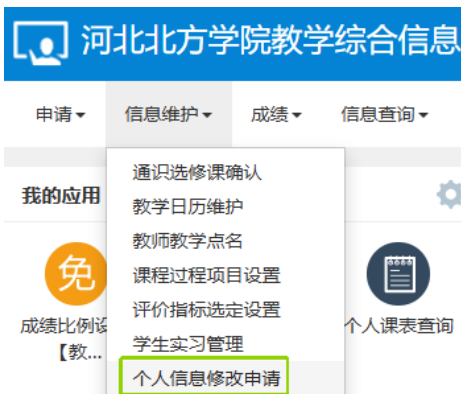 河北北方学院教学综合信息
申请 信息维护 成绩 信息查询
我的应用
通识选修课确认
教学日历维护
教师教学点名
课程过程项目设置
评价指标选定设置
学生实习管理
个人信息修改申请
免
成绩比例设
【教...
个人课表查询